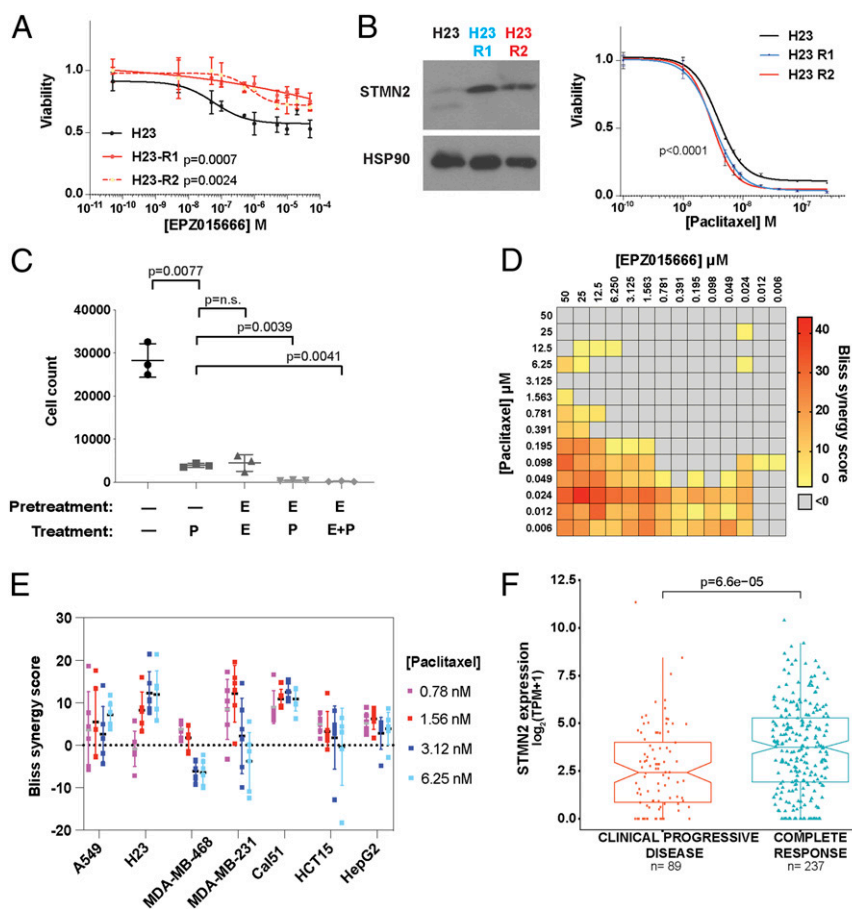 A
Viability
1.0
0.5
0.0
H23
H23-R1 p=0.0007
H23-R2 p=0.0024
10-11 10-10 10-9 10-8 10-7 10-6 10-5 10-4
[EPZ015666] M
B
H23 H23 R1 H23 R2
STMN2
HSP90
H23
H23 R1
H23 R2
Viability
1.0
0.5
0.0
p<0.0001
10-10 10-9 10-8 10-7
[Paclitaxel] M
C
p=0.0077
p=n.s.
p=0.0039
p=0.0041
Cell count
40000
30000
20000
10000
0
Pretreatment: — — E E E
Treatment: — P E P E+P
D
[EPZ015666] μM
50 25 12.5 6.250 3.125 1.563 0.781 0.391 0.195 0.098 0.049 0.024 0.012 0.006
[Paclitaxel] μM
50
25
12.5
6.25
3.125
1.563
0.781
0.391
0.195
0.098
0.049
0.024
0.012
0.006
40
30
20
10
0
<0
Bliss synergy score
E
Bliss synergy score
30
20
10
0
-10
-20
A549 H23 MDA-MB-468 MDA-MB-231 Cal51 HCT15 HepG2
[Paclitaxel]
0.78 nM
1.56 nM
3.12 nM
6.25 nM
F
p=6.6e-05
STMN2 expression
log2(TPM+1)
12.5
10.0
7.5
5.0
2.5
0.0
CLINICAL PROGRESSIVE
DISEASE
n= 89
COMPLETE
RESPONSE
n= 237